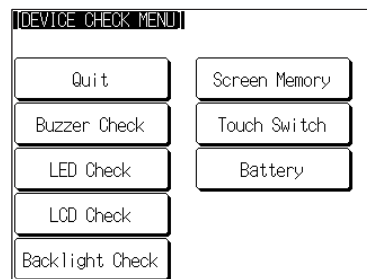 [DEVICE CHECK MENU]
Quit
Buzzer Check
LED Check
LCD Check
Backlight Check
Screen Memory
Touch Switch
Battery